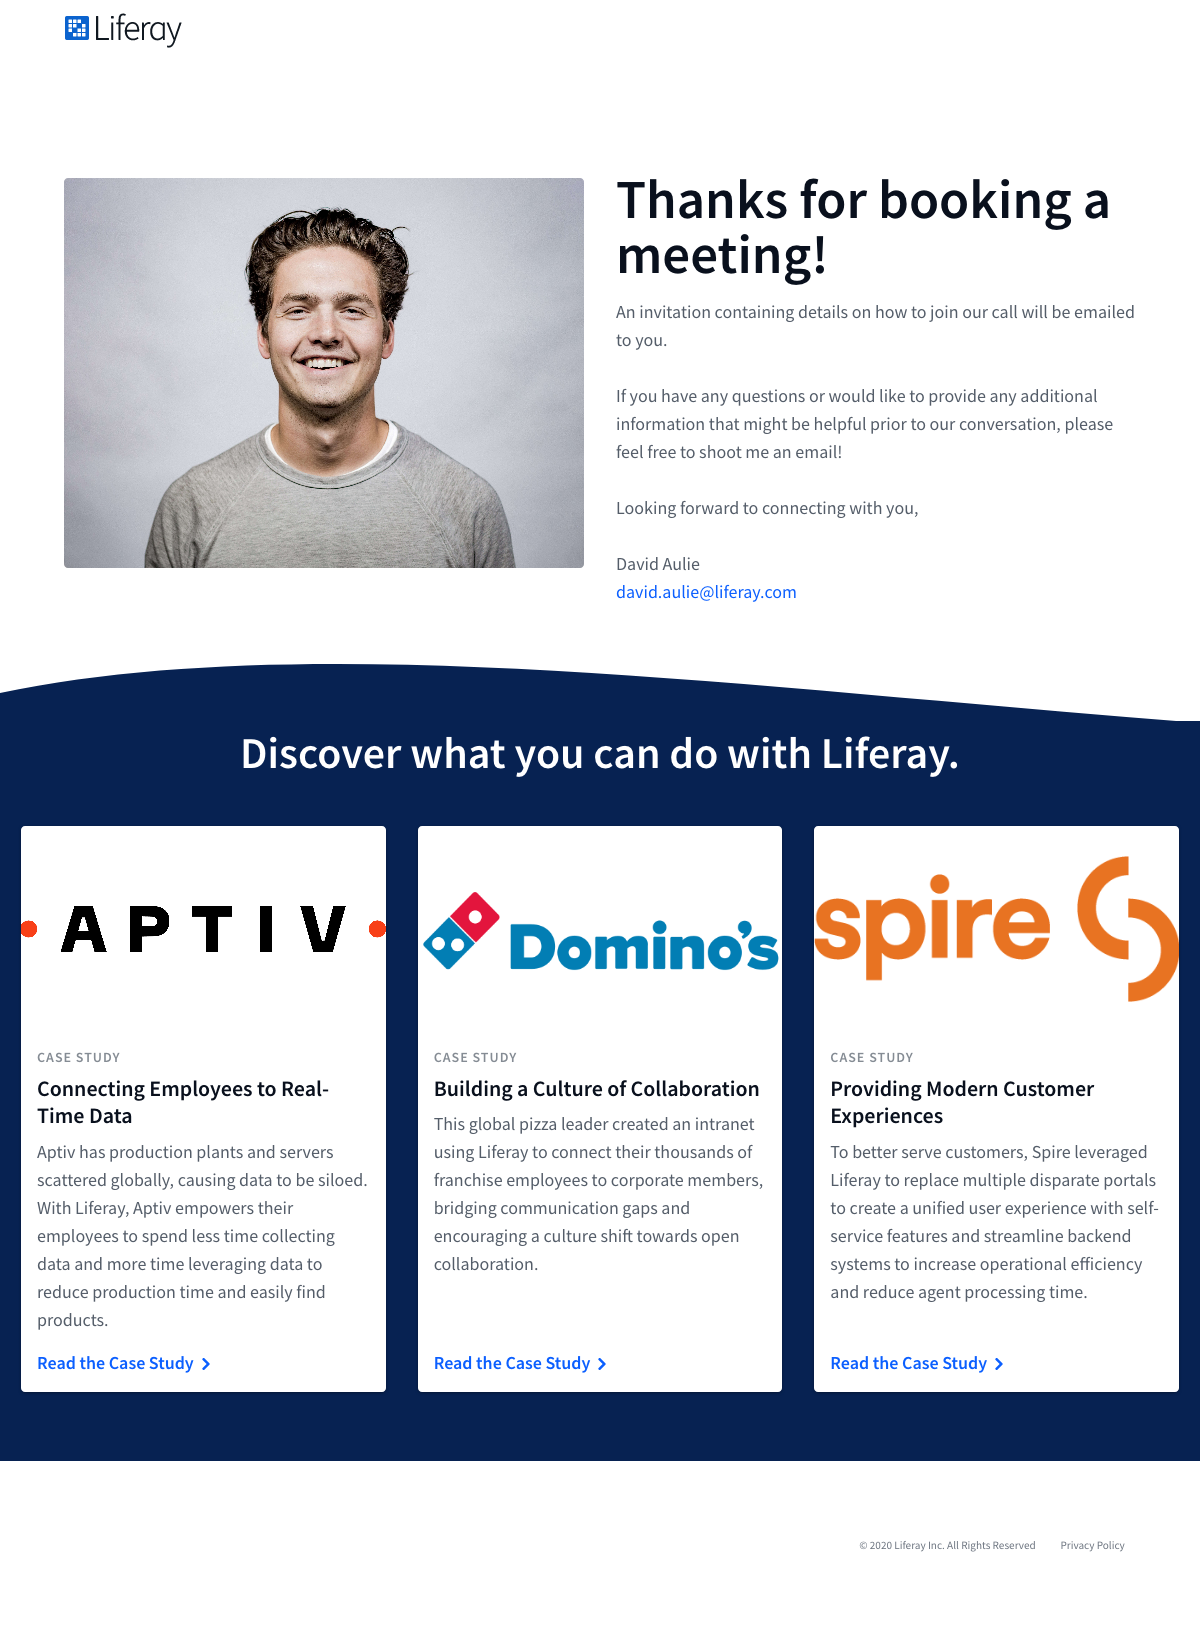 Liferay
Thanks for booking a
meeting!
An invitation containing details on how to join our call will be emailed
to you.
If you have any questions or would like to provide any additional
information that might be helpful prior to our conversation, please
feel free to shoot me an email!
Looking forward to connecting with you,
David Aulie
david.aulie@liferay.com
Discover what you can do with Liferay.
APTIV
CASE STUDY
Connecting Employees to Real-
Time Data
Aptiv has production plants and servers
scattered globally, causing data to be siloed.
With Liferay, Aptiv empowers their
employees to spend less time collecting
data and more time leveraging data to
reduce production time and easily find
products.
Read the Case Study
Domino's
CASE STUDY
Building a Culture of Collaboration
This global pizza leader created an intranet
using Liferay to connect their thousands of
franchise employees to corporate members,
bridging communication gaps and
encouraging a culture shift towards open
collaboration.
Read the Case Study
spire
CASE STUDY
Providing Modern Customer
Experiences
To better serve customers, Spire leveraged
Liferay to replace multiple disparate portals
to create a unified user experience with self-
service features and streamline backend
systems to increase operational efficiency
and reduce agent processing time.
Read the Case Study
© 2020 Liferay Inc. All Rights Reserved Privacy Policy